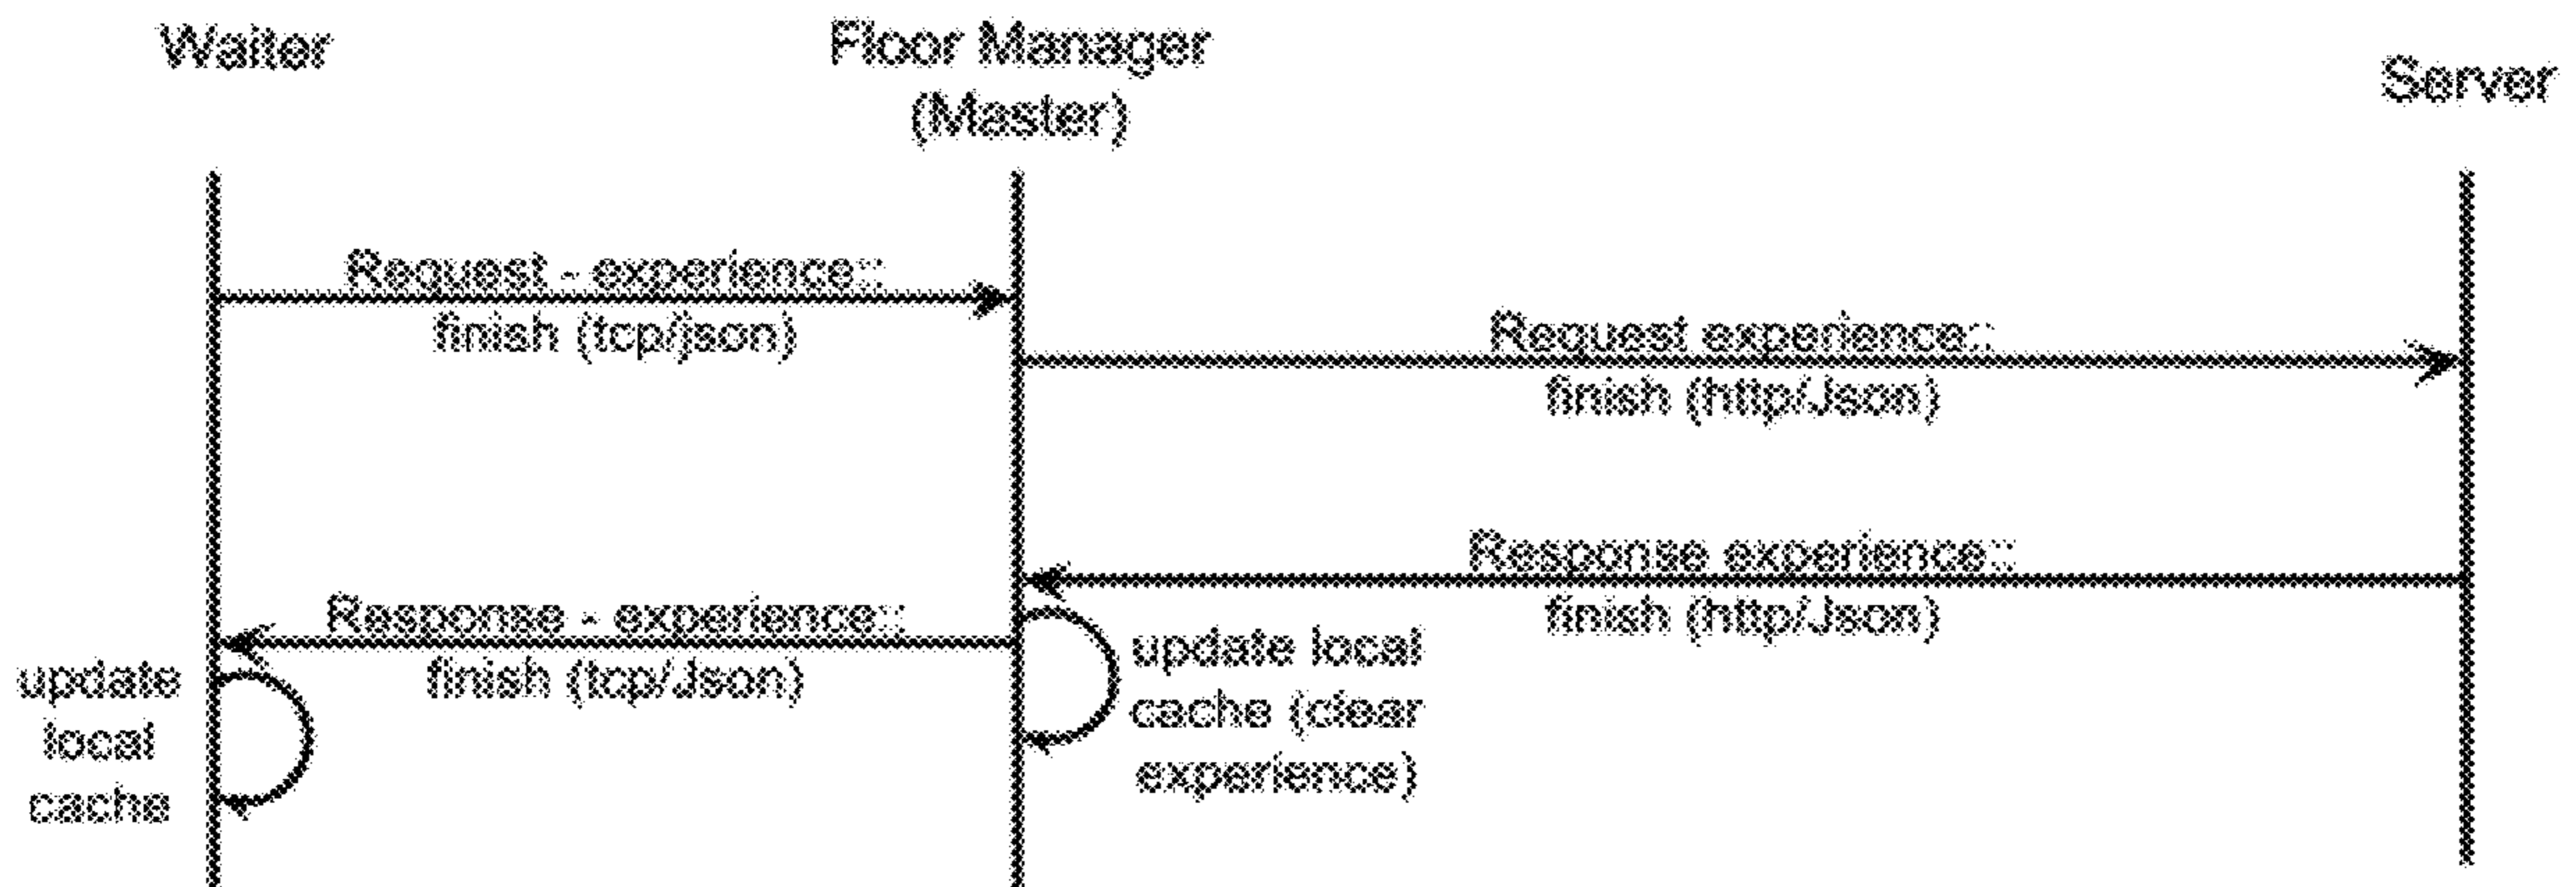 Waiter
Floor Manager
(Master)
Server
Request - experience::
finish (tcp/json)
Request experience::
finish (http/Json)
Response experience::
finish (http/Json)
Response - experience::
finish (tcp/Json)
update local
cache (clear
experience)
update
local
cache